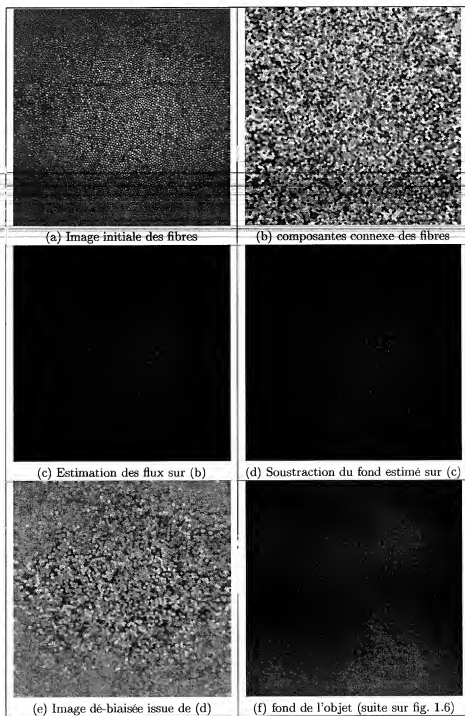 (a) Image initiale des fibres
(b) composantes connexe des fibres
(c) Estimation des flux sur (b)
(d) Soustraction du fond estimé sur (c)
(e) Image dé-biaisée issue de (d)
(f) fond de l'objet (suite sur fig. 1.6)